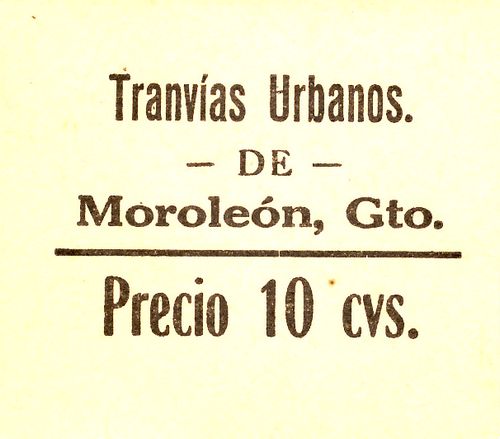 Tranvías Urbanos.
— DE —
Moroleón, Gto.
Precio 10 cvs.